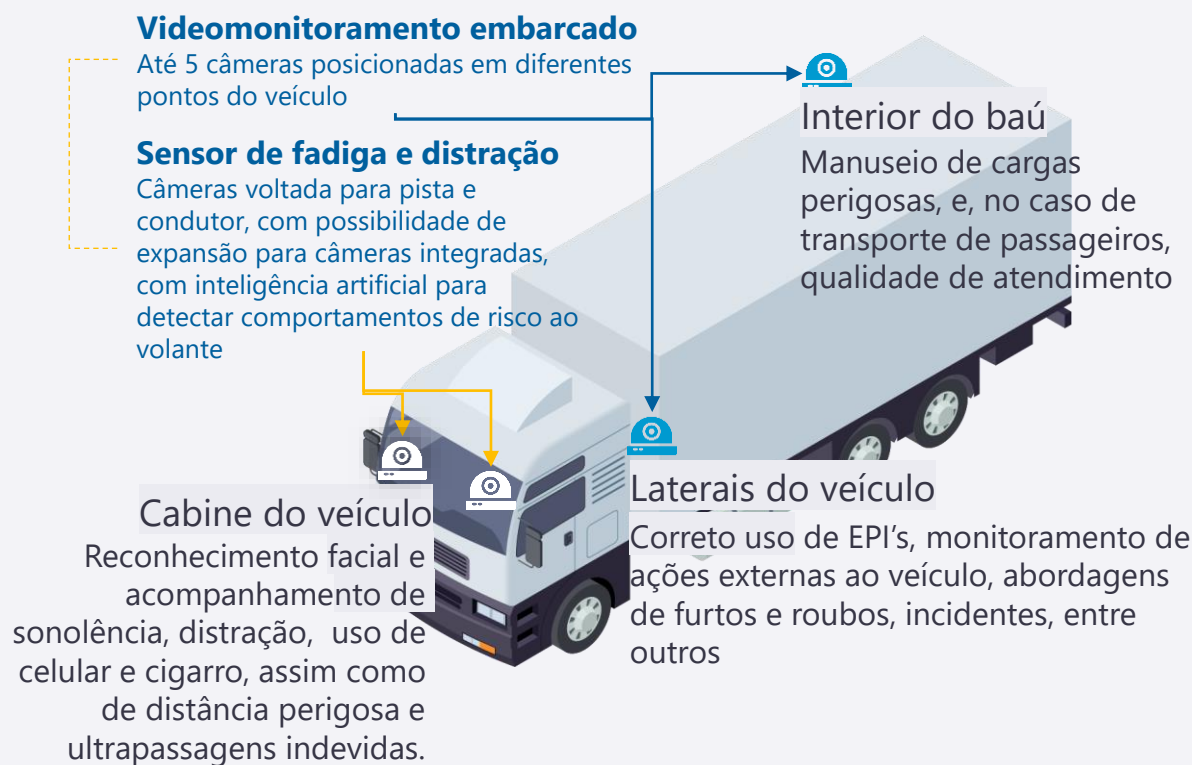 Videomonitoramento embarcado
Até 5 câmeras posicionadas em diferentes
pontos do veículo
Sensor de fadiga e distração
Câmeras voltada para pista e
condutor, com possibilidade de
expansão para câmeras integradas,
com inteligência artificial para
detectar comportamentos de risco ao
volante
Interior do baú
Manuseio de cargas
perigosas, e, no caso de
transporte de passageiros,
qualidade de atendimento
Cabine do veículo
Reconhecimento facial e
acompanhamento de
sonolência, distração, uso de
celular e cigarro, assim como
de distância perigosa e
ultrapassagens indevidas.
Laterais do veículo
Correto uso de EPI's, monitoramento de
ações externas ao veículo, abordagens
de furtos e roubos, incidentes, entre
outros